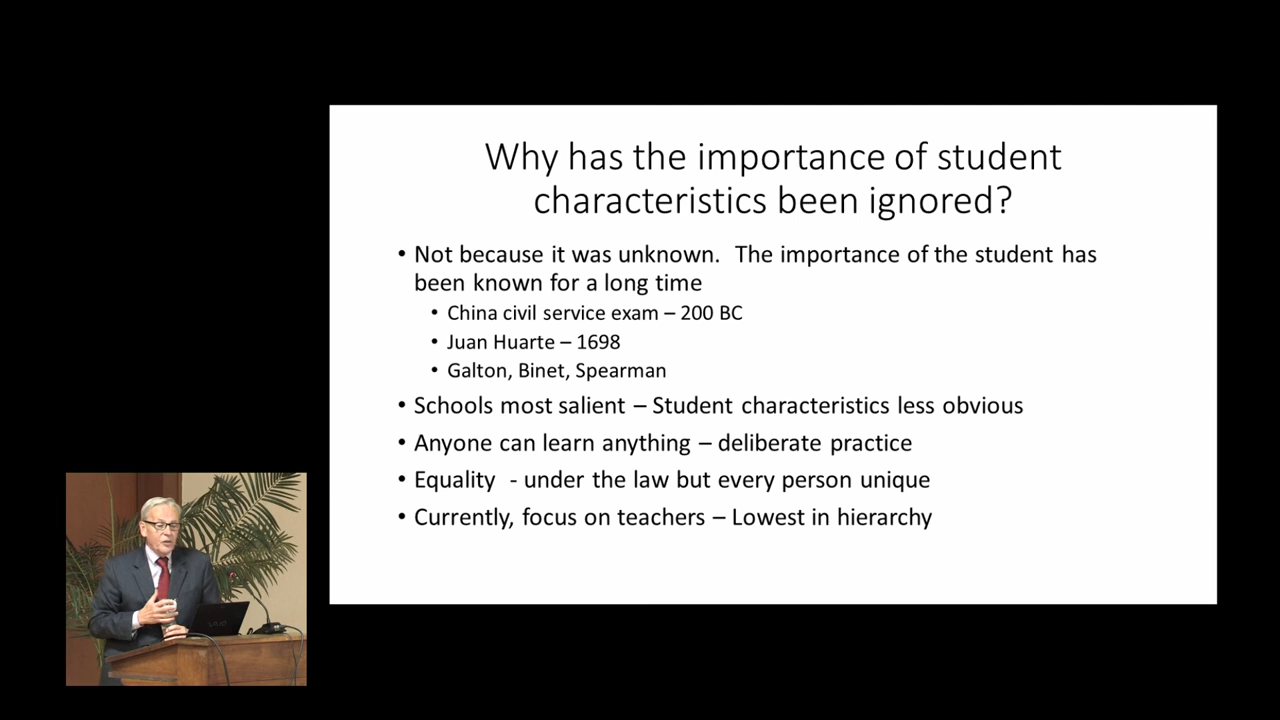 Why has the importance of student
characteristics been ignored?
• Not because it was unknown.  The importance of the student has
been known for a long time
• China civil service exam – 200 BC
• Juan Huarte – 1698
• Galton, Binet, Spearman
• Schools most salient – Student characteristics less obvious
• Anyone can learn anything – deliberate practice
• Equality  - under the law but every person unique
• Currently, focus on teachers – Lowest in hierarchy